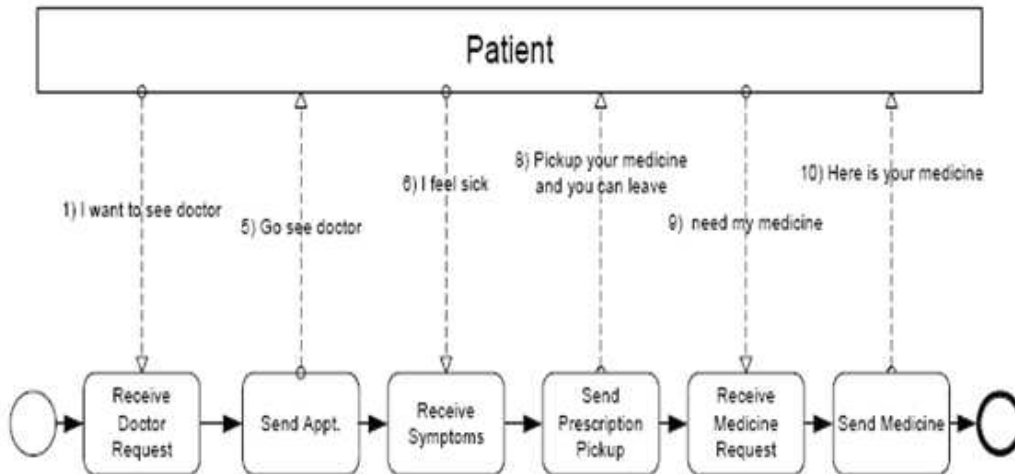 Patient
1) I want to see doctor
5) Go see doctor
6) I feel sick
8) Pickup your medicine
and you can leave
9) need my medicine
10) Here is your medicine
Receive
Doctor
Request
Send Appt.
Receive
Symptoms
Send
Prescription
Pickup
Receive
Medicine
Request
Send Medicine